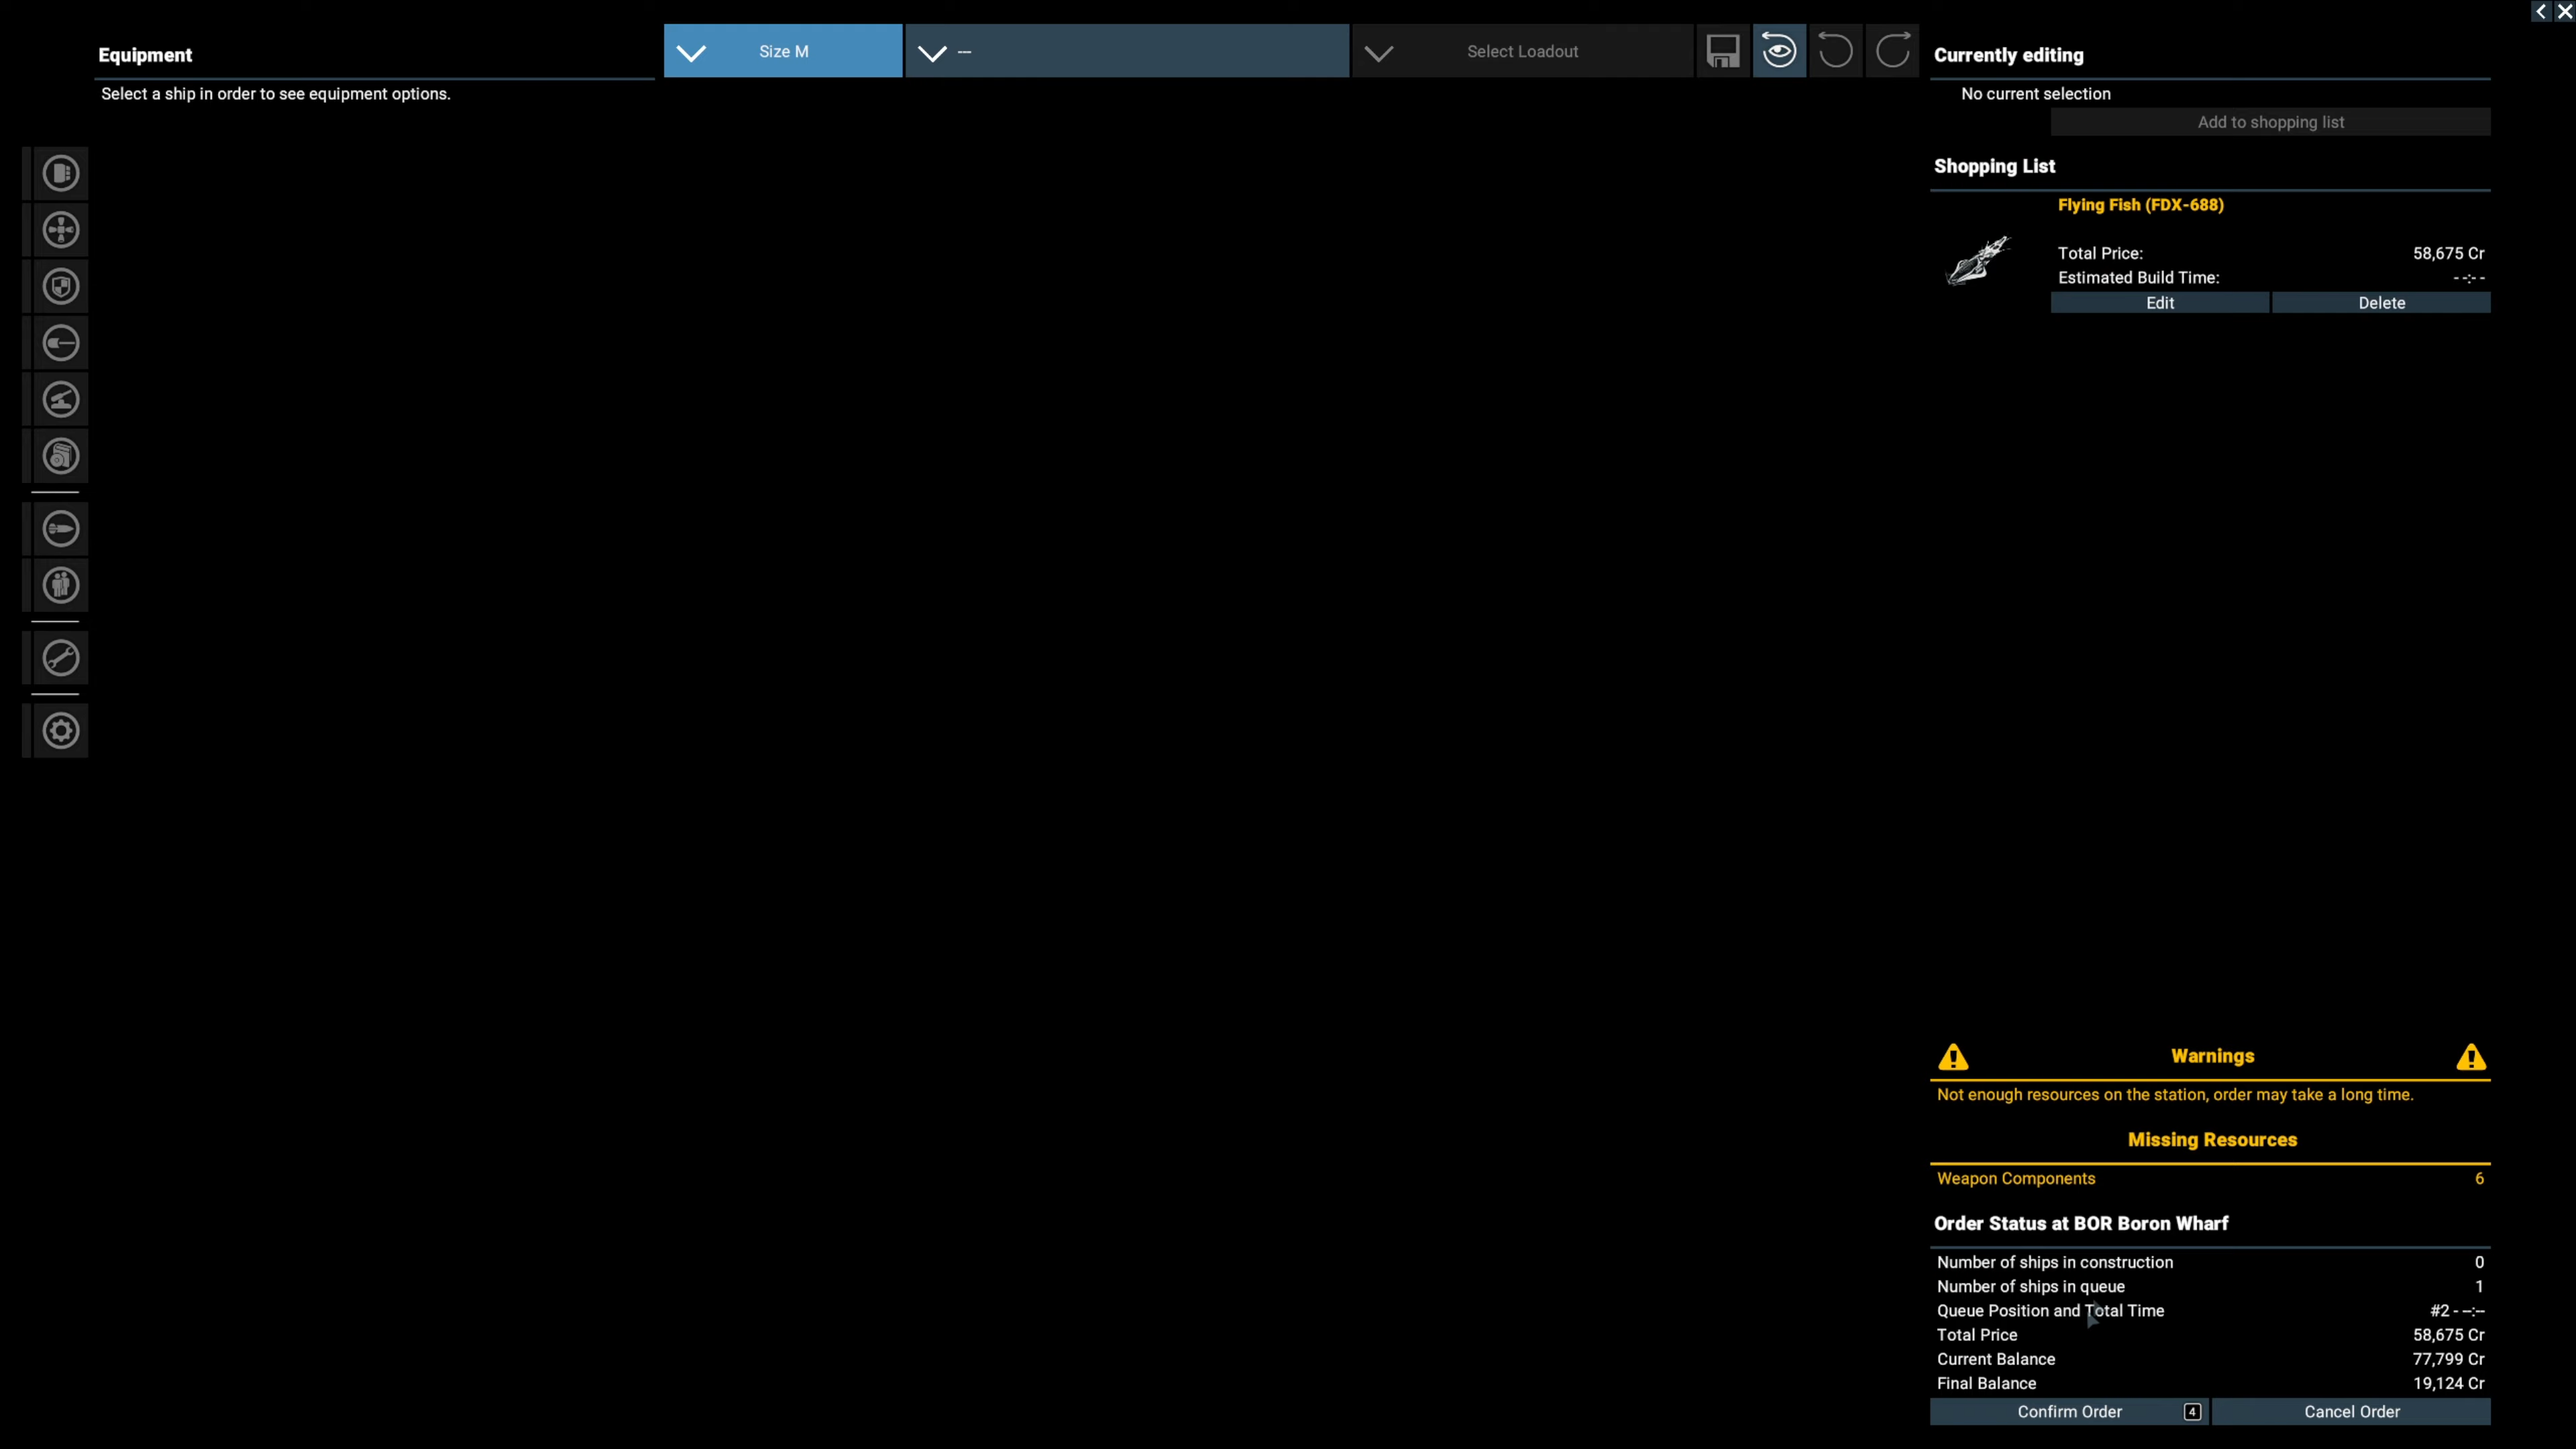 Equipment
Select a ship in order to see equipment options.
Size M
---
Select Loadout
Currently editing
No current selection
Add to shopping list
Shopping List
Flying Fish (FDX-688)
Total Price: 58,675 Cr
Estimated Build Time: --:--
Edit Delete
Warnings
Not enough resources on the station, order may take a long time.
Missing Resources
Weapon Components 6
Order Status at BOR Boron Wharf
Number of ships in construction 0
Number of ships in queue 1
Queue Position and Total Time #2 - --:--
Total Price 58,675 Cr
Current Balance 77,799 Cr
Final Balance 19,124 Cr
Confirm Order 4 Cancel Order